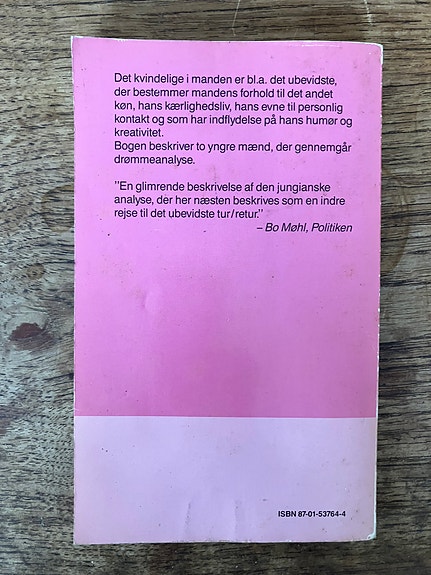 Det kvindelige i manden er bl.a. det ubevidste,
der bestemmer mandens forhold til det andet
køn, hans kærlighedsliv, hans evne til personlig
kontakt og som har indflydelse på hans humør og
kreativitet.
Bogen beskriver to yngre mænd, der gennemgår
drømmeanalyse.
"En glimrende beskrivelse af den jungianske
analyse, der her næsten beskrives som en indre
rejse til det ubevidste tur/retur."
– Bo Møhl, Politiken
ISBN 87-01-53764-4